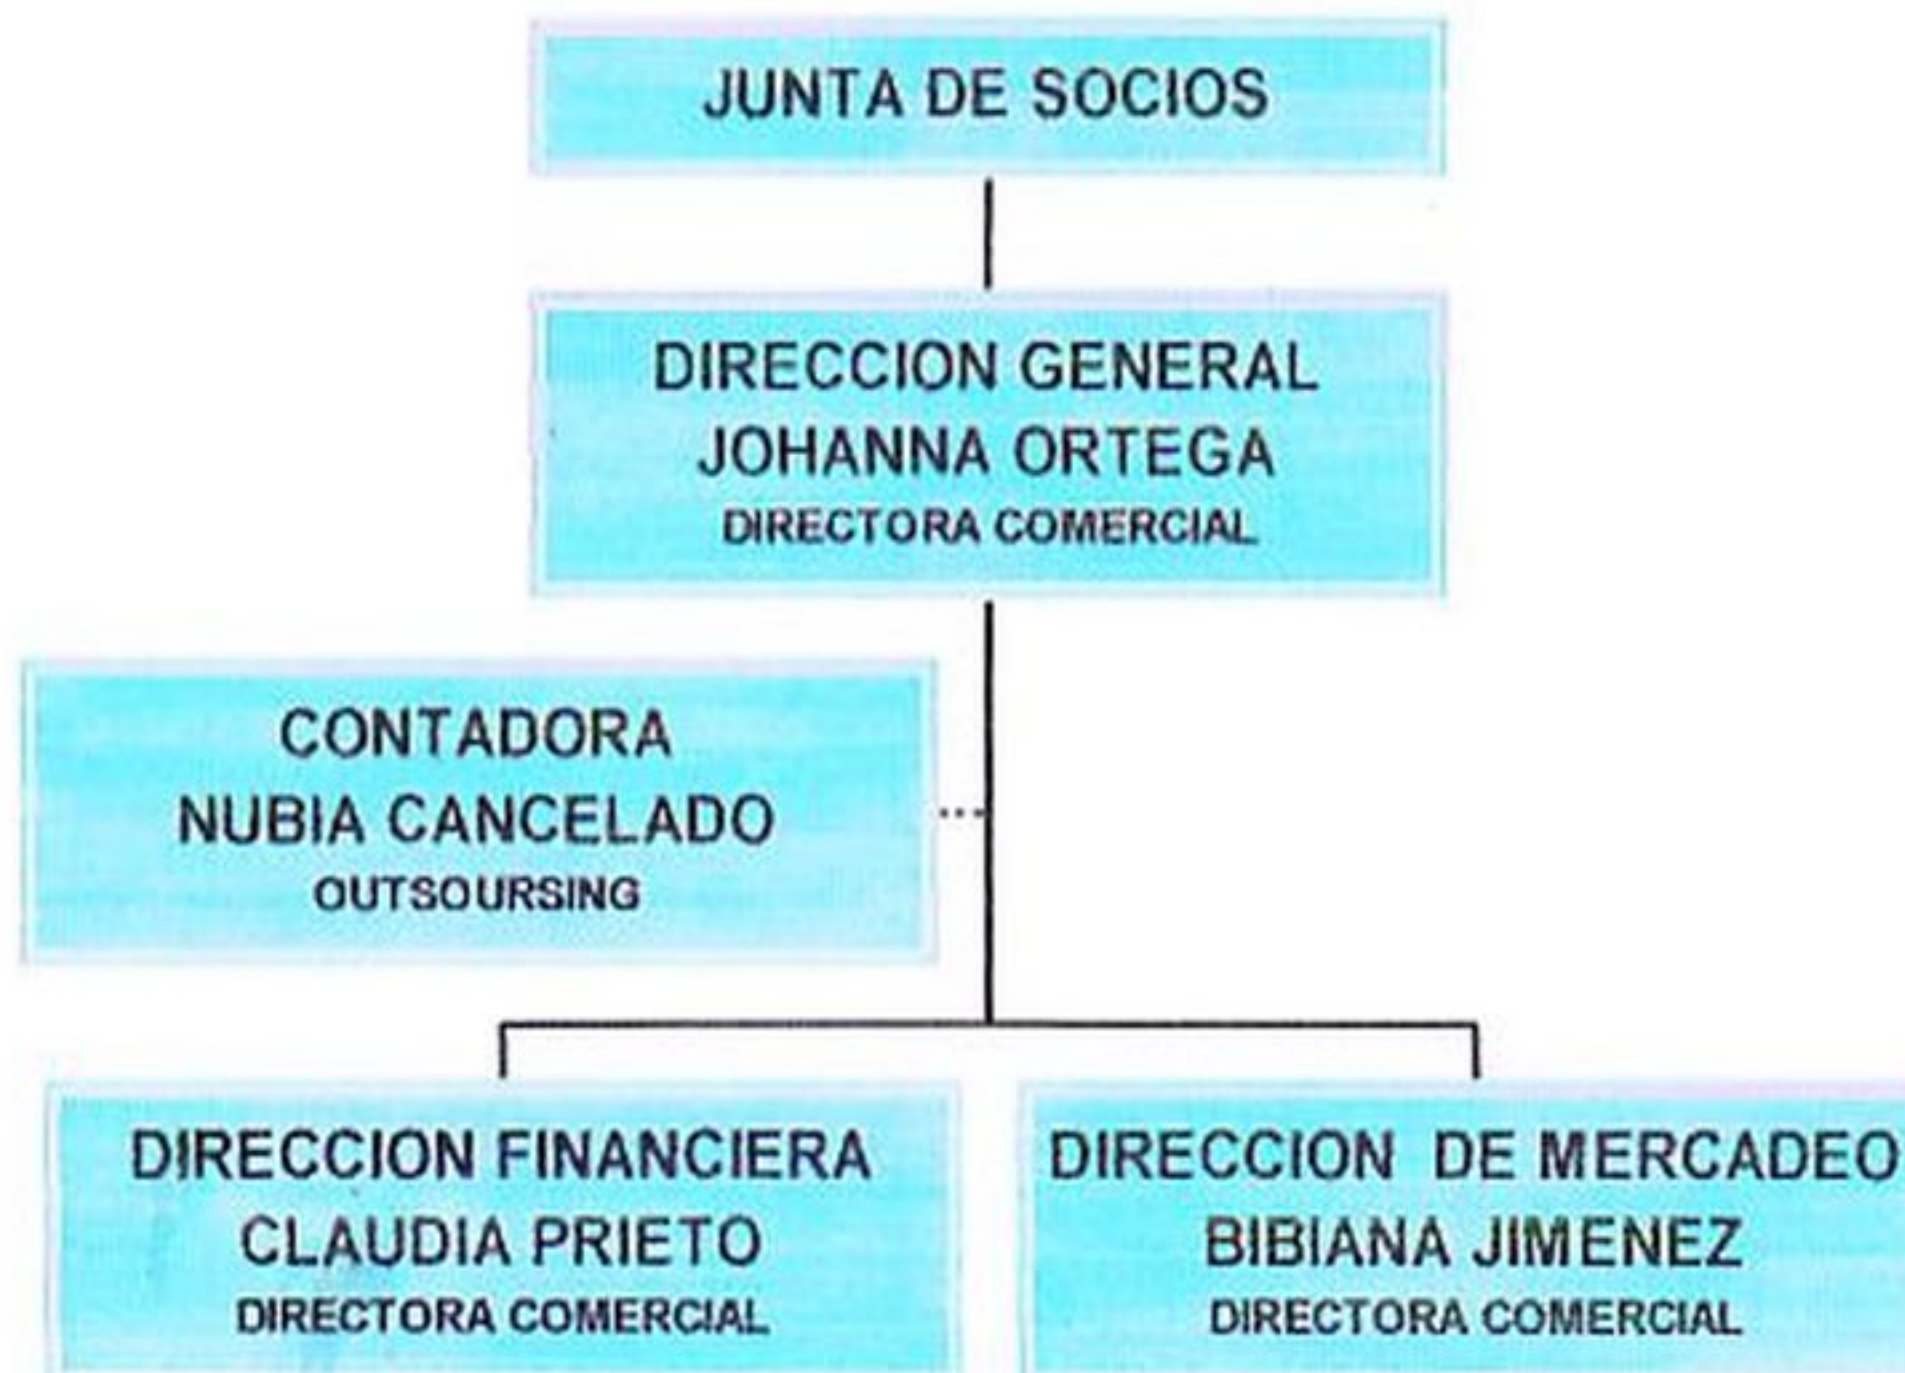 JUNTA DE SOCIOS
DIRECCION GENERAL
JOHANNA ORTEGA
DIRECTORA COMERCIAL
CONTADORA
NUBIA CANCELADO
OUTSOURSING
DIRECCION FINANCIERA
CLAUDIA PRIETO
DIRECTORA COMERCIAL
DIRECCION DE MERCADEO
BIBIANA JIMENEZ
DIRECTORA COMERCIAL